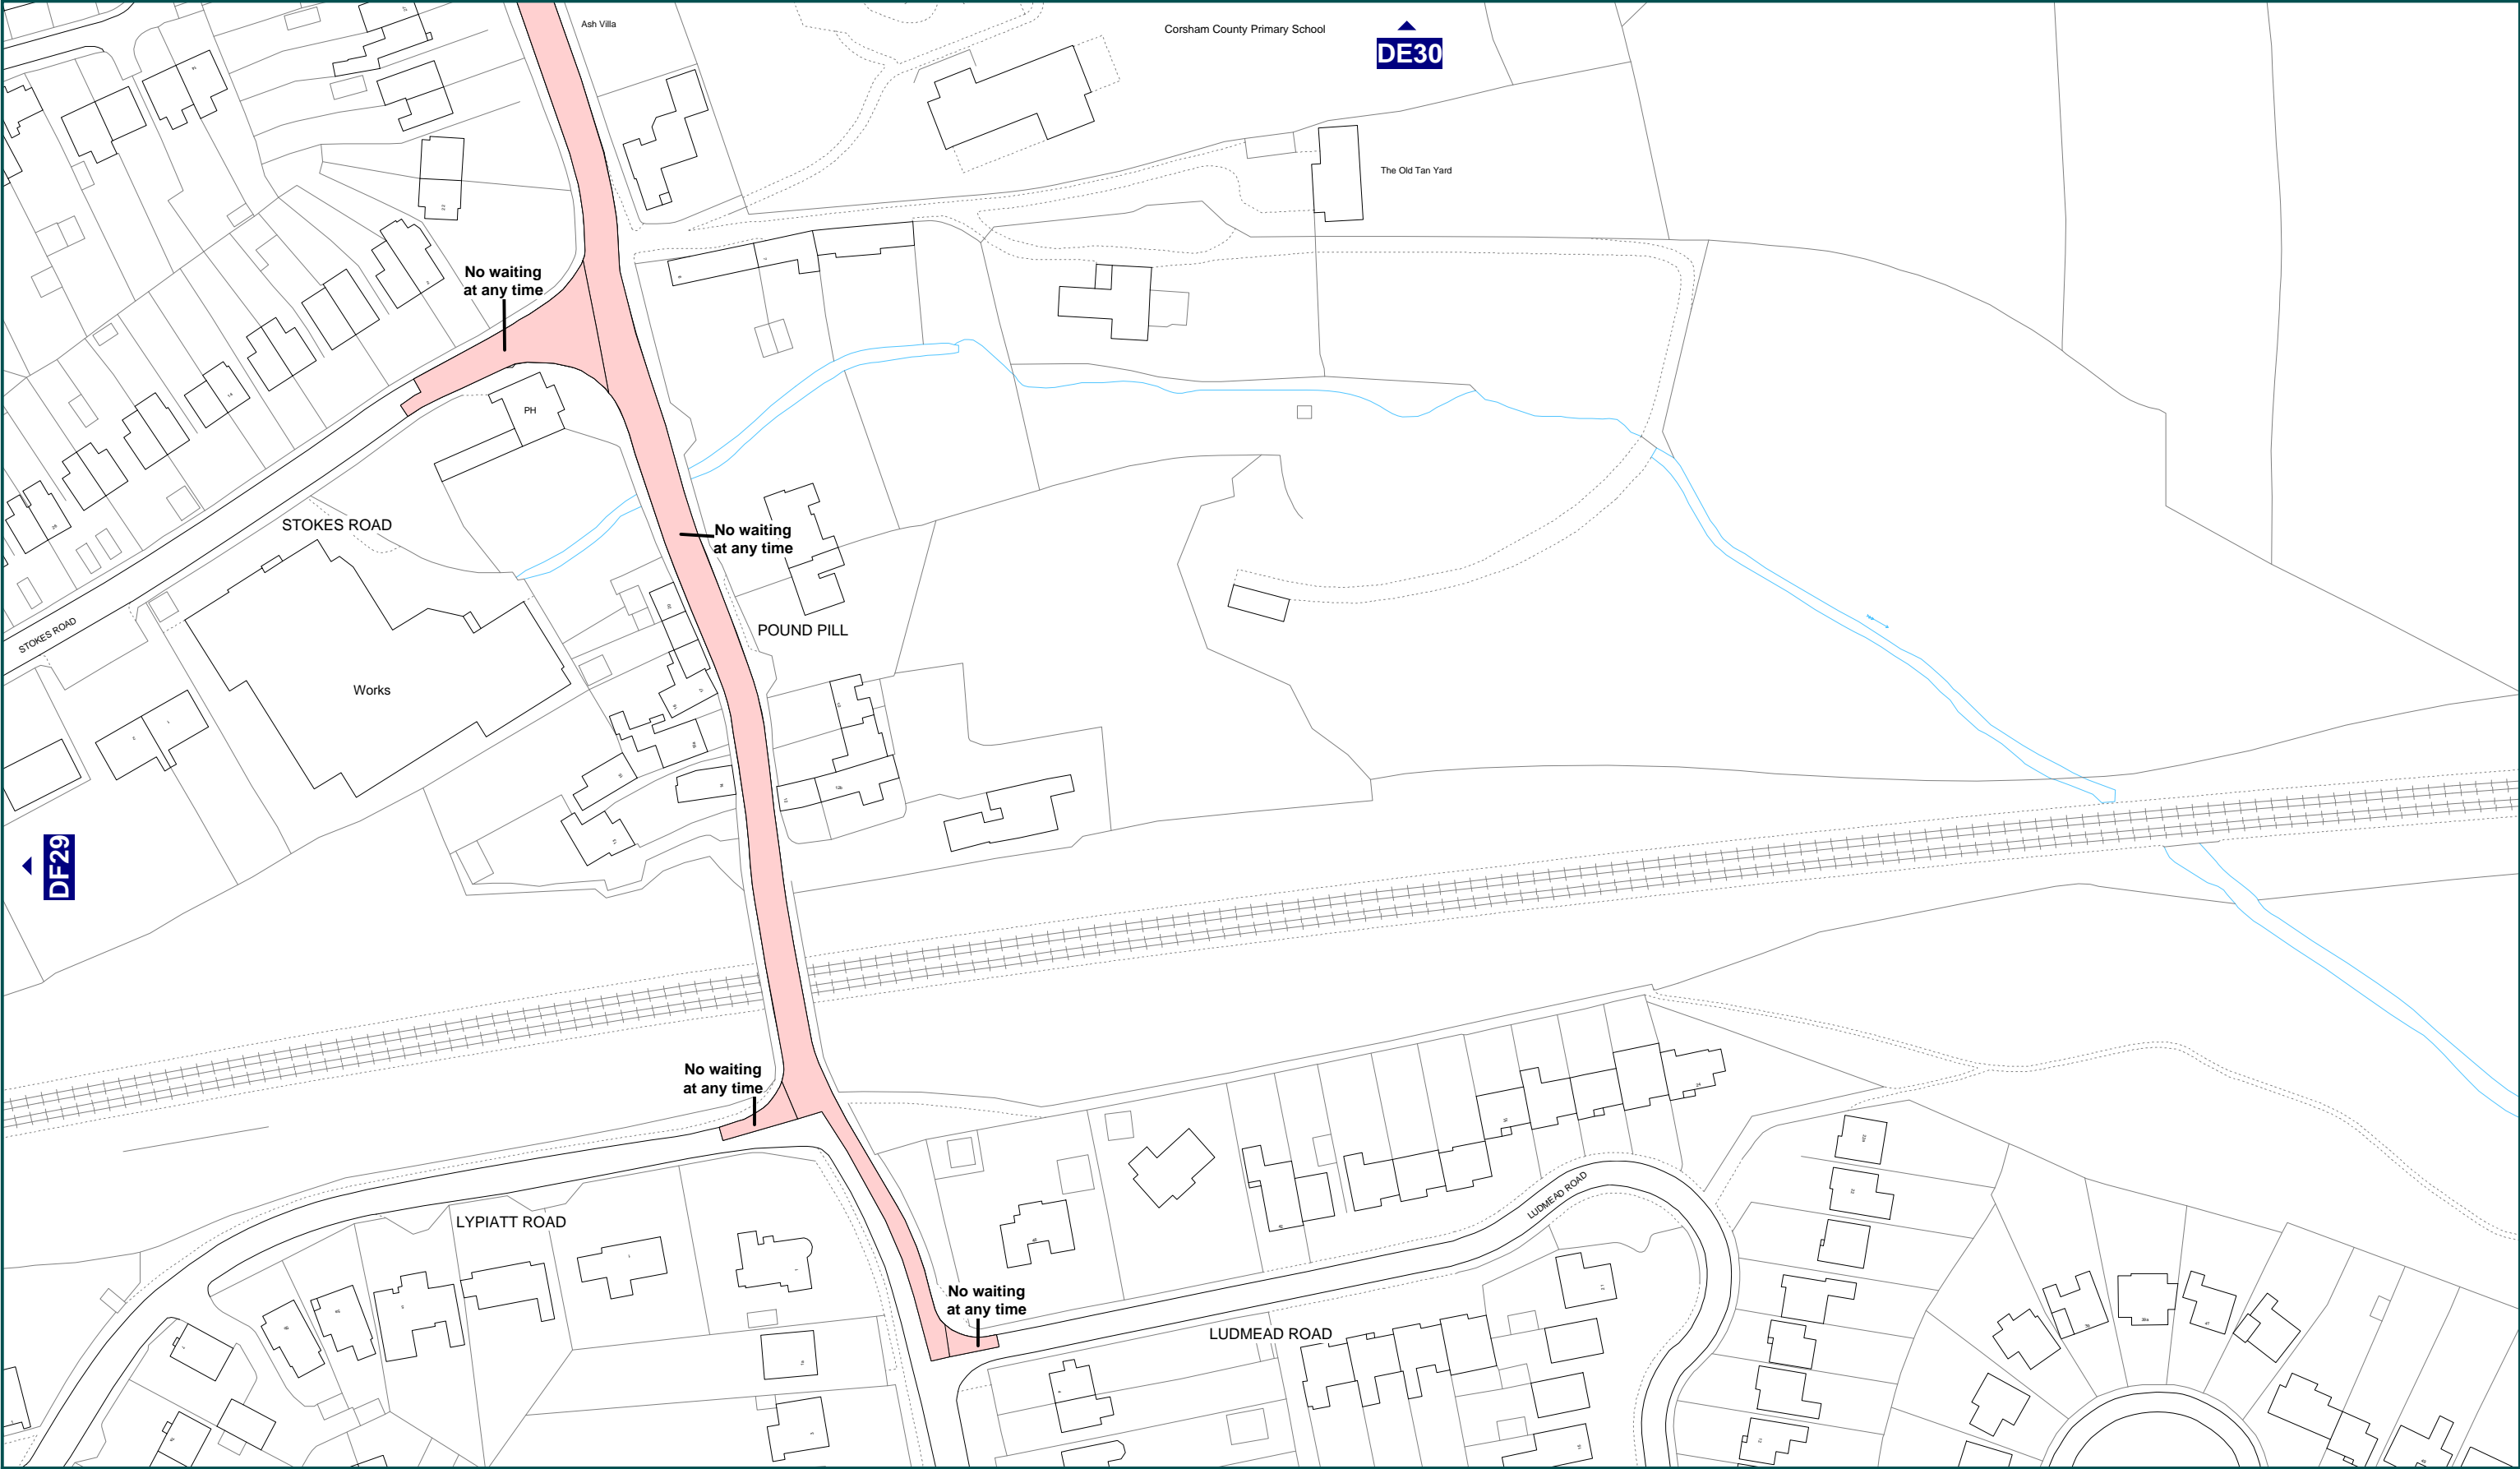 Ash Villa
Corsham County Primary School
DE30
The Old Tan Yard
No waiting
at any time
PH
STOKES ROAD
No waiting
at any time
STOKES ROAD
POUND PILL
Works
DF29
No waiting
at any time
LUDMEAD ROAD
LYPIATT ROAD
No waiting
at any time
LUDMEAD ROAD